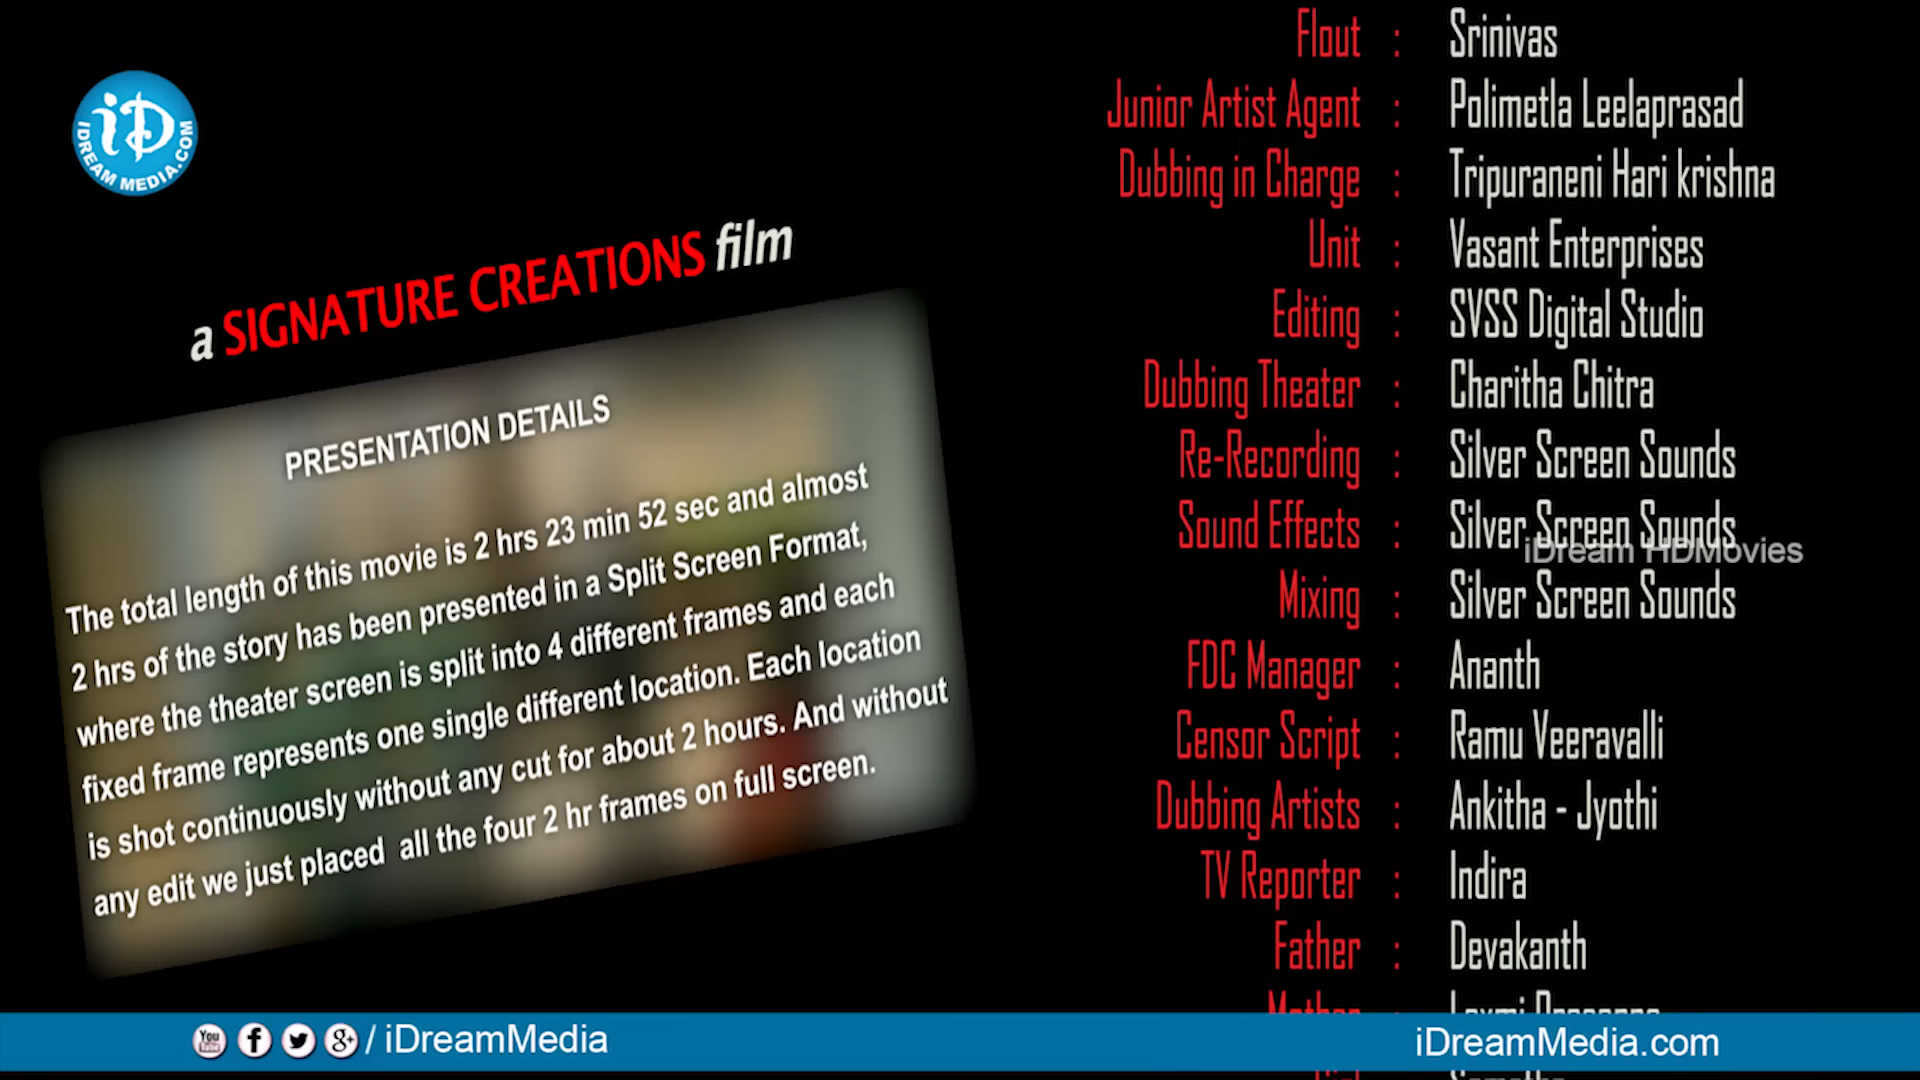 iD
IDREAM MEDIA.COM
a SIGNATURE CREATIONS film
PRESENTATION DETAILS
The total length of this movie is 2 hrs 23 min 52 sec and almost
2 hrs of the story has been presented in a Split Screen Format,
where the theater screen is split into 4 different frames and each
fixed frame represents one single different location. Each location
is shot continuously without any cut for about 2 hours. And without
any edit we just placed all the four 2 hr frames on full screen.
Flout : Srinivas
Junior Artist Agent : Polimetla Leelaprasad
Dubbing in Charge : Tripuraneni Hari krishna
Unit : Vasant Enterprises
Editing : SVSS Digital Studio
Dubbing Theater : Charitha Chitra
Re-Recording : Silver Screen Sounds
Sound Effects : Silver Screen Sounds
iDream HDMovies
Mixing : Silver Screen Sounds
FDC Manager : Ananth
Censor Script : Ramu Veeravalli
Dubbing Artists : Ankitha - Jyothi
TV Reporter : Indira
Father : Devakanth
Mother :
You Tube f g+ / iDreamMedia
iDreamMedia.com